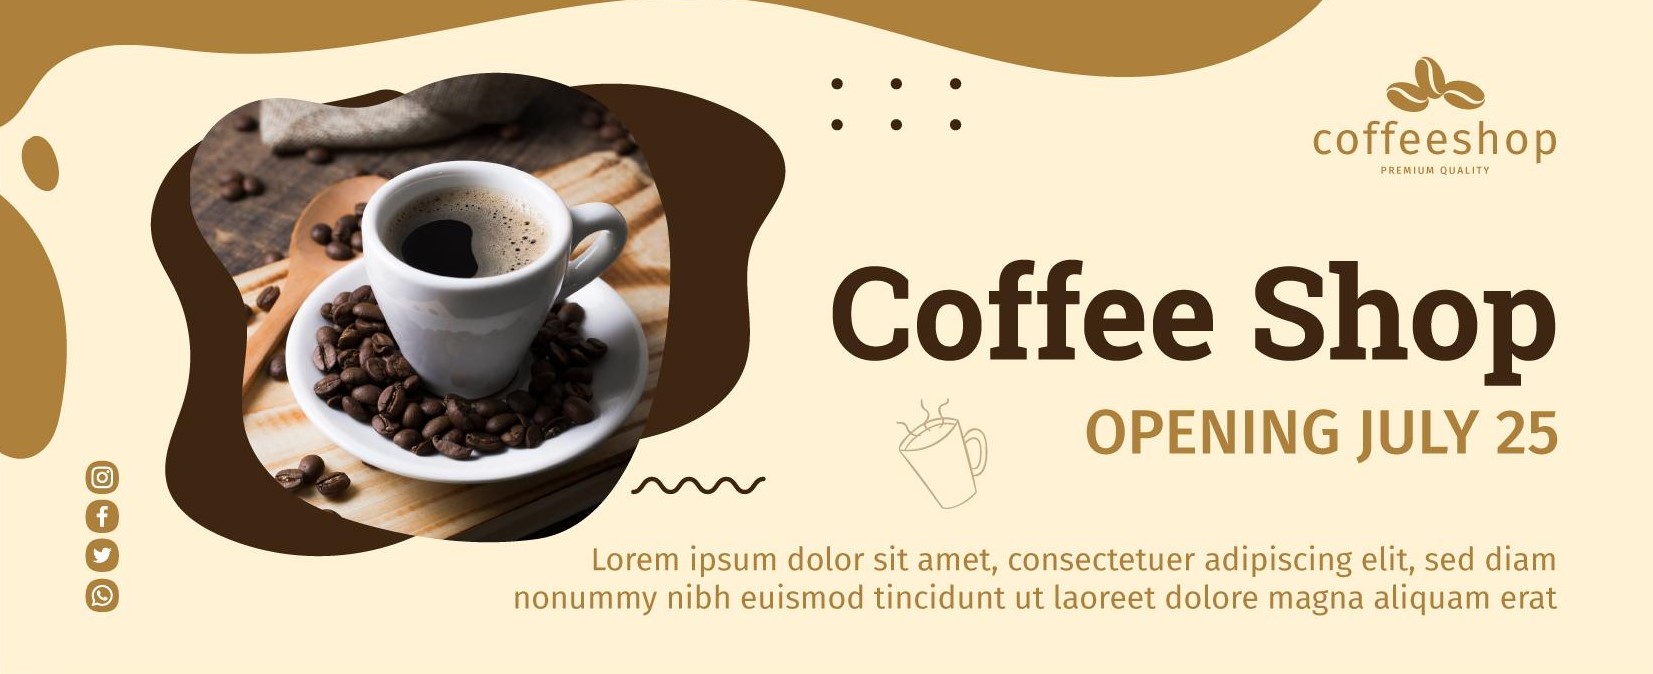 coffeeshop
PREMIUM QUALITY
Coffee Shop
OPENING JULY 25
Lorem ipsum dolor sit amet, consectetuer adipiscing elit, sed diam
nonummy nibh euismod tincidunt ut laoreet dolore magna aliquam erat